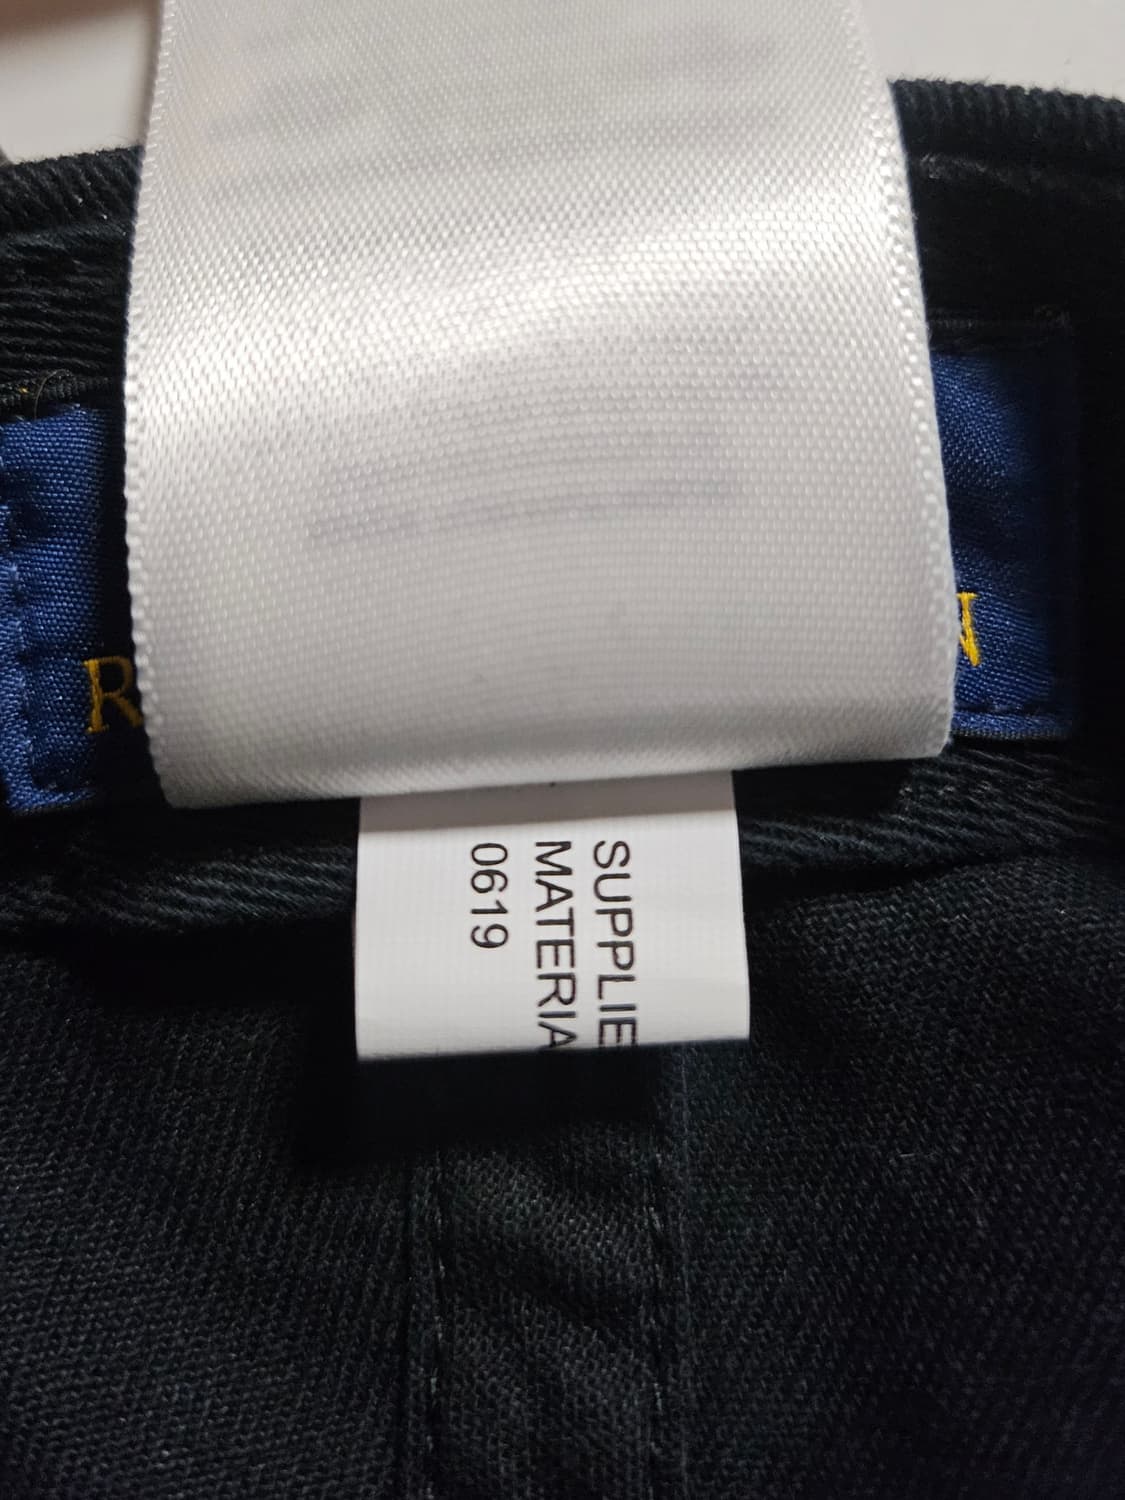 SUPPLIE
MATERIA
0619
R
N